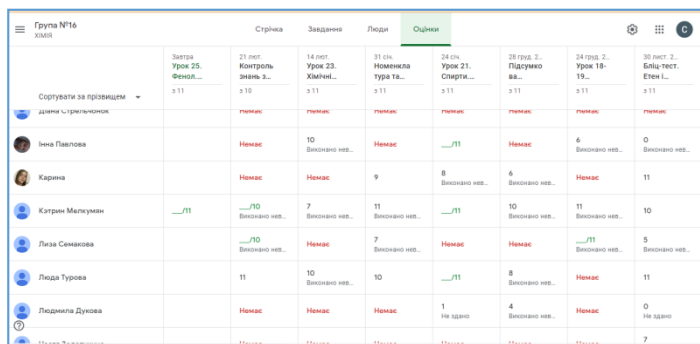 Група №16
ХІМІЯ
Стрічка Завдання Люди Оцінки
С
Сортувати за прізвищем
Завтра 21 лют. 14 лют. 31 січ. 24 січ. 28 груд. 2... 24 груд. 2... 30 лист. 2...
Урок 25. Контроль Урок 23. Номенкла Урок 21. Підсумко Урок 18- Бліц-тест.
Фенол.... знань з... Хімічні... тура та... Спирти.... ва... 19... Етен і...
з 11 з 10 з 11 з 11 з 11 з 11 з 11 з 11
Діана Стрельчонок Немає Немає Немає Немає Немає Немає Немає
Інна Павлова Немає 10 Немає __/11 Немає 6 0
Виконано нев... Виконано нев... Виконано нев...
Карина Немає Немає 9 8 6 Немає 11
Виконано нев... Виконано нев...
Кэтрин Мелкумян __/11 __/10 7 11 __/11 10 11 10
Виконано нев... Виконано нев... Виконано нев... Виконано нев... Виконано нев...
Лиза Семакова __/10 Немає 7 Немає Немає __/11 5
Виконано нев... Виконано нев... Виконано нев... Виконано нев...
Люда Турова 11 10 10 __/11 8 Немає 11
Виконано нев... Виконано нев...
Людмила Дукова Немає Немає Немає 1 4 Немає 0
Не здано Виконано нев... Не здано
7